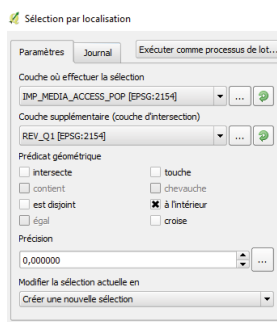 Sélection par localisation
Paramètres Journal Exécuter comme processus de lot...
Couche où effectuer la sélection
IMP_MEDIA_ACCESS_POP [EPSG:2154] ...
Couche supplémentaire (couche d'intersection)
REV_Q1 [EPSG:2154] ...
Prédicat géométrique
intersecte touche
contient chevauche
est disjoint à l'intérieur
égal croise
Précision
0,000000 ...
Modifier la sélection actuelle en
Créer une nouvelle sélection